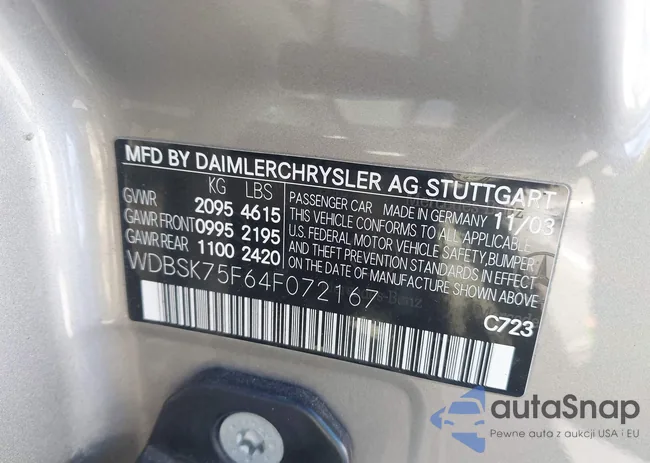 MFD BY DAIMLERCHRYSLER AG STUTTGART
KG LBS
GVWR 2095 4615
GAWR FRONT 0995 2195
GAWR REAR 1100 2420
PASSENGER CAR MADE IN GERMANY 11/03
THIS VEHICLE CONFORMS TO ALL APPLICABLE
U.S. FEDERAL MOTOR VEHICLE SAFETY,BUMPER
AND THEFT PREVENTION STANDARDS IN EFFECT
ON THE DATE OF MANUFACTURE SHOWN ABOVE
WDBSK75F64F072167
C723
autaSnap
Pewne auta z aukcji USA i EU